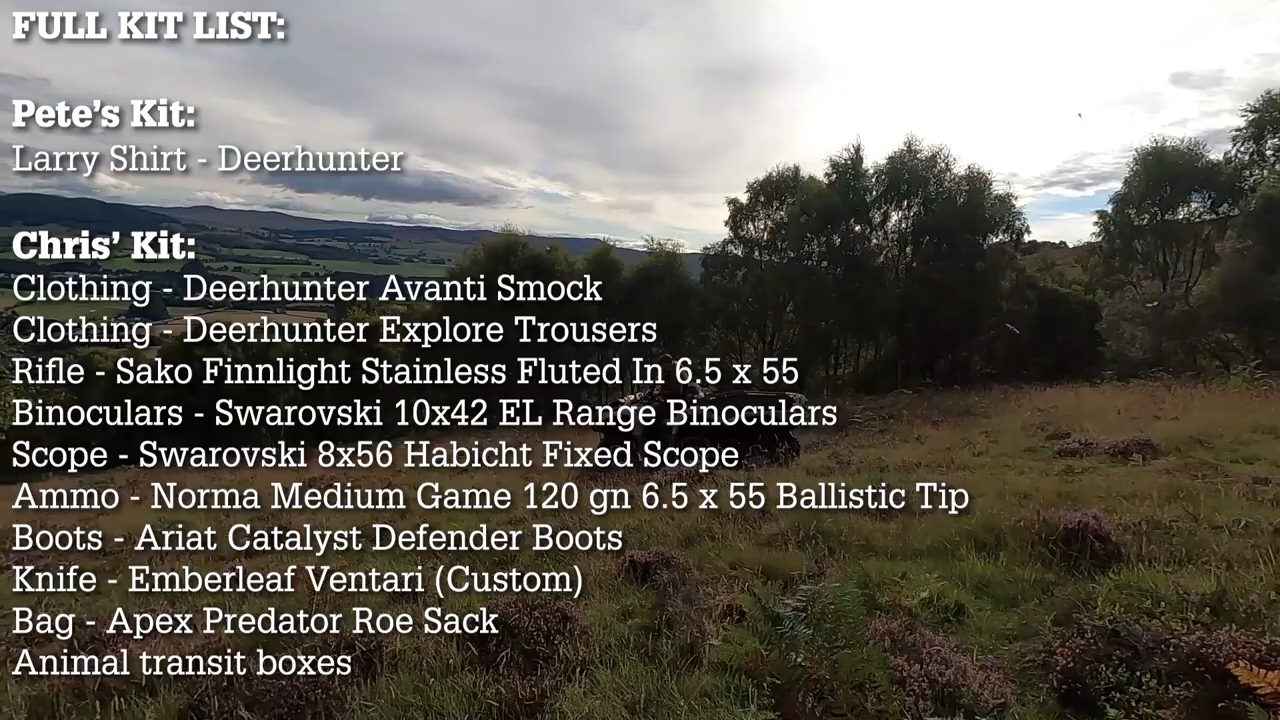 FULL KIT LIST:
Pete's Kit:
Larry Shirt - Deerhunter
Chris' Kit:
Clothing - Deerhunter Avanti Smock
Clothing - Deerhunter Explore Trousers
Rifle - Sako Finnlight Stainless Fluted In 6.5 x 55
Binoculars - Swarovski 10x42 EL Range Binoculars
Scope - Swarovski 8x56 Habicht Fixed Scope
Ammo - Norma Medium Game 120 gn 6.5 x 55 Ballistic Tip
Boots - Ariat Catalyst Defender Boots
Knife - Emberleaf Ventari (Custom)
Bag - Apex Predator Roe Sack
Animal transit boxes